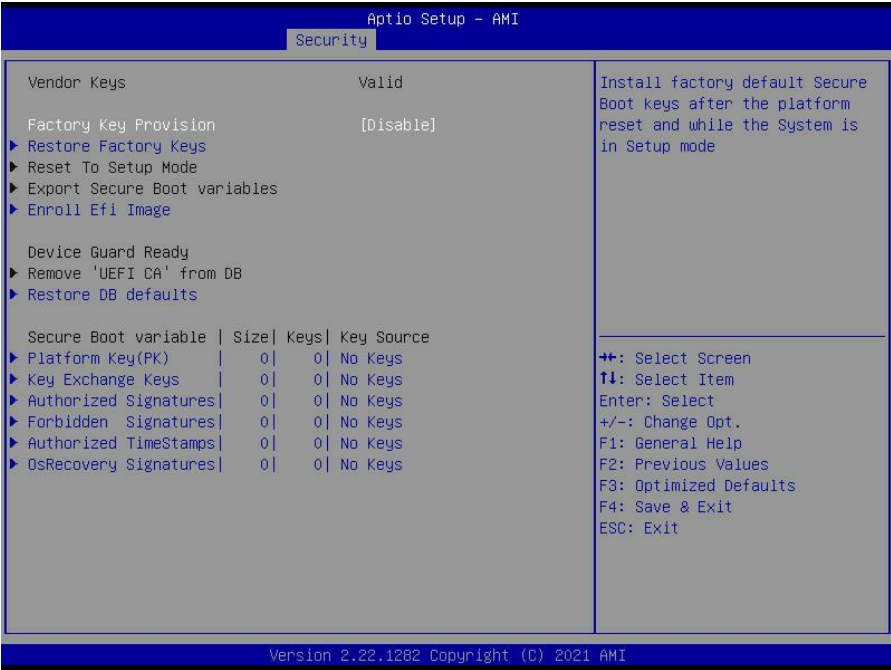 Aptio Setup - AMI
Security
Vendor Keys Valid
Factory Key Provision [Disable]
Restore Factory Keys
Reset To Setup Mode
Export Secure Boot variables
Enroll Efi Image
Device Guard Ready
Remove 'UEFI CA' from DB
Restore DB defaults
Secure Boot variable | Size| Keys| Key Source
Platform Key(PK) | 0| 0| No Keys
Key Exchange Keys | 0| 0| No Keys
Authorized Signatures| 0| 0| No Keys
Forbidden Signatures| 0| 0| No Keys
Authorized TimeStamps| 0| 0| No Keys
OsRecovery Signatures| 0| 0| No Keys
Install factory default Secure
Boot keys after the platform
reset and while the System is
in Setup mode
→←: Select Screen
↑↓: Select Item
Enter: Select
+/-: Change Opt.
F1: General Help
F2: Previous Values
F3: Optimized Defaults
F4: Save & Exit
ESC: Exit
Version 2.22.1282 Copyright (C) 2021 AMI